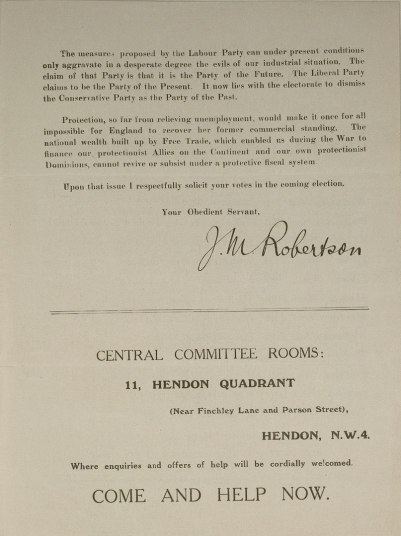 The measures proposed by the Labour Party can under present conditions
only aggravate in a desperate degree the evils of our industrial situation. The
claim of that Party is that it is the Party of the Future. The Liberal Party
claims to be the Party of the Present. It now lies with the electorate to dismiss
the Conservative Party as the Party of the Past.
Protection, so far from relieving unemployment, would make it once for all
impossible for England to recover her former commercial standing. The
national wealth built up by Free Trade, which enabled us during the War to
finance our protectionist Allies on the Continent and our own protectionist
Dominions, cannot revive or subsist under a protective fiscal system.
Upon that issue I respectfully solicit your votes in the coming election.
Your Obedient Servant,
J. M. Robertson
CENTRAL COMMITTEE ROOMS:
11, HENDON QUADRANT
(Near Finchley Lane and Parson Street),
HENDON, N.W.4.
Where enquiries and offers of help will be cordially welcomed.
COME AND HELP NOW.